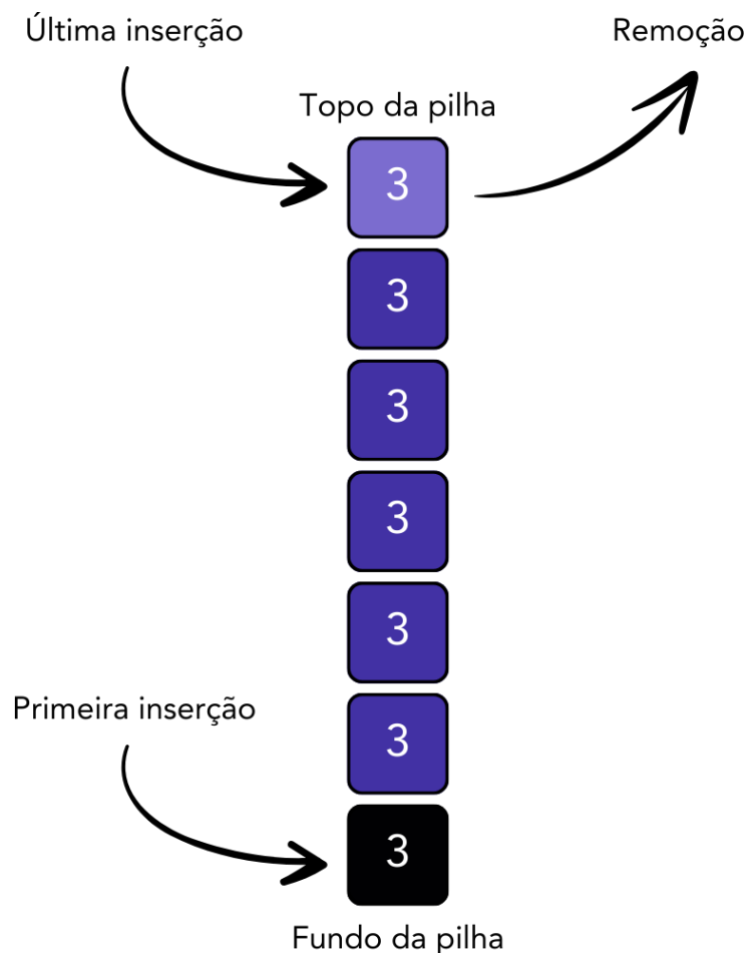 Última inserção
Remoção
Topo da pilha
3
3
3
3
3
3
Primeira inserção
3
Fundo da pilha